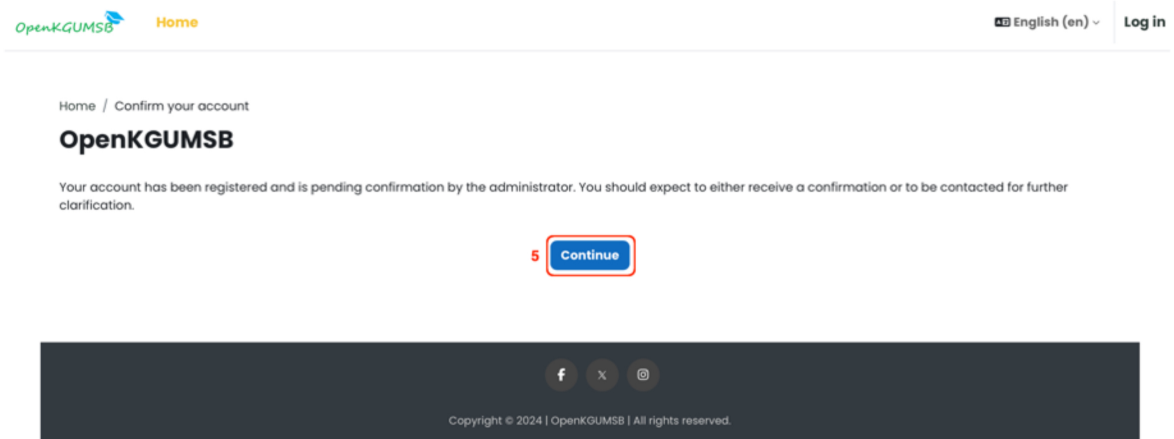 OpenKGUMSB
Home
English (en)
Log in
Home / Confirm your account
OpenKGUMSB
Your account has been registered and is pending confirmation by the administrator. You should expect to either receive a confirmation or to be contacted for further
clarification.
5
Continue
Copyright © 2024 | OpenKGUMSB | All rights reserved.